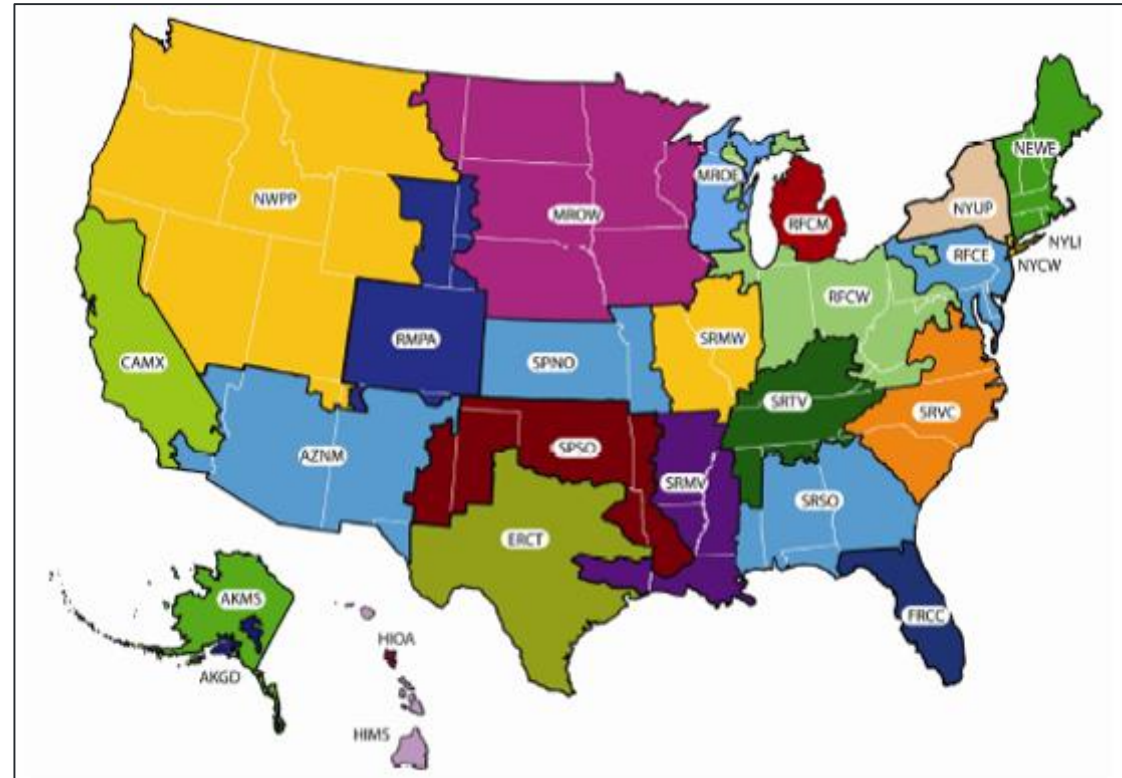 NEWE
MROE
NWPP
RFCM
NYUP
MROW
NYLI
RFCE
NYCW
RFCW
RMPA
SRMW
SPNO
CAMX
SRTV
SRVC
SPSO
AZNM
SRMV
SRSO
ERCT
AKMS
FRCC
HIOA
AKGD
HIMS